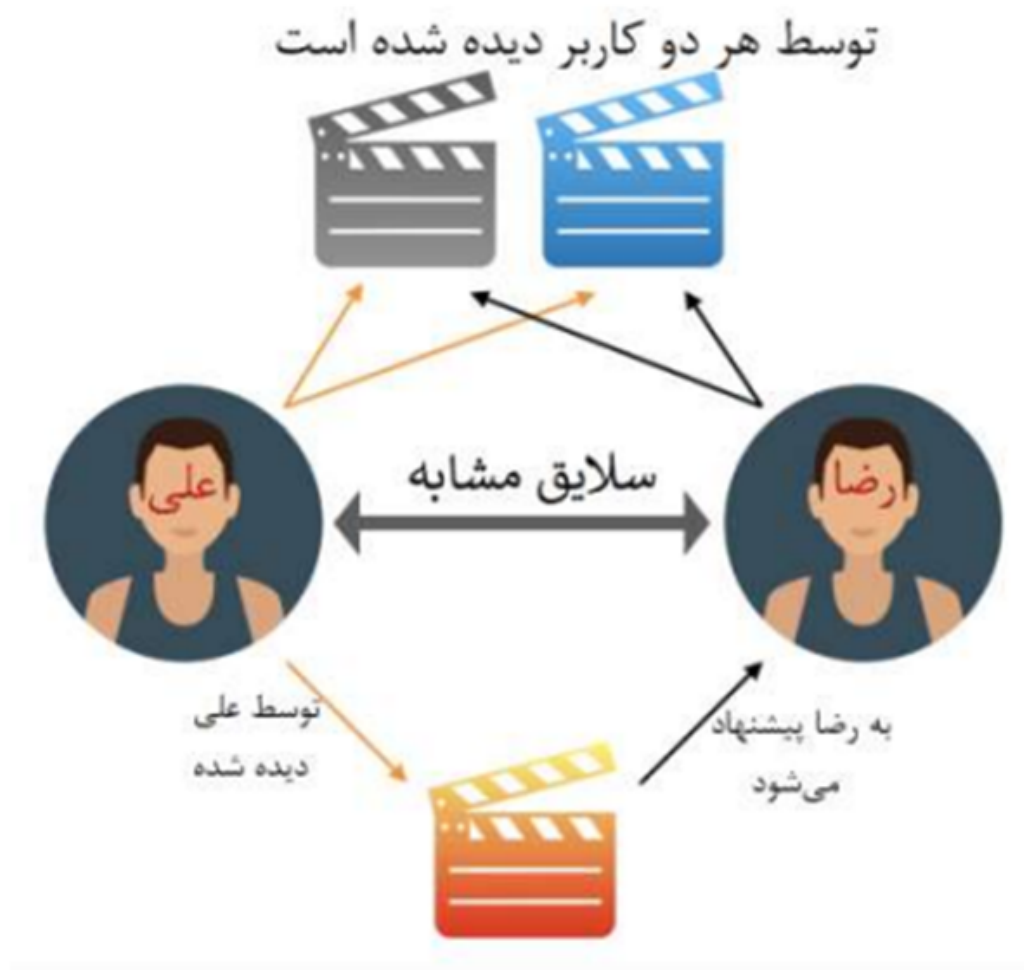 توسط هر دو کاربر دیده شده است
سلایق مشابه
علی
رضا
توسط علی
دیده شده
به رضا پیشنهاد
می‌شود